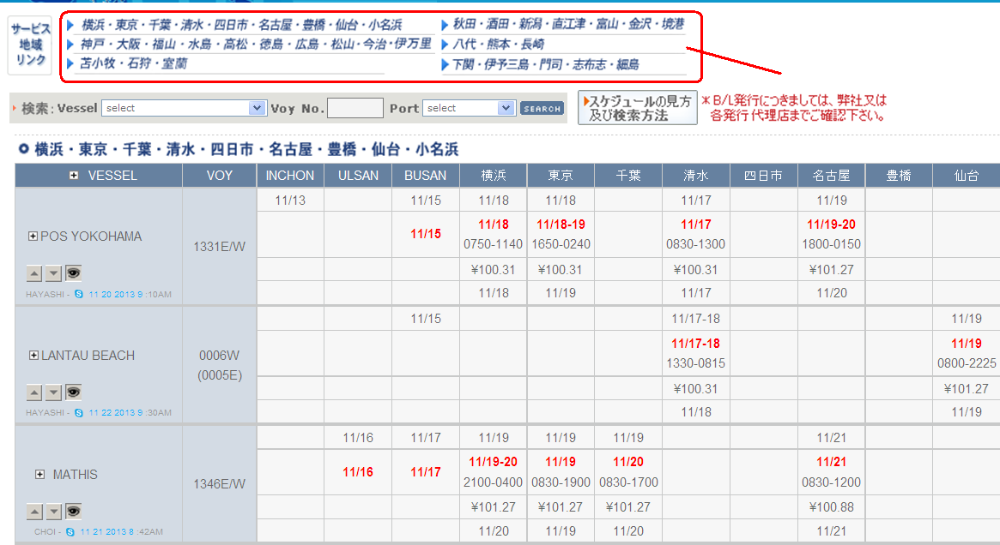 サービス 地域 リンク
横浜・東京・千葉・清水・四日市・名古屋・豊橋・仙台・小名浜
秋田・酒田・新潟・直江津・富山・金沢・境港
神戸・大阪・福山・水島・高松・徳島・広島・松山・今治・伊万里
八代・熊本・長崎
苫小牧・石狩・室蘭
下関・伊予三島・門司・志布志・細島
検索: Vessel select Voy No. Port select SEARCH
スケジュールの見方
及び検索方法
*B/L発行につきましては、弊社又は
各発行代理店までご確認下さい。
横浜・東京・千葉・清水・四日市・名古屋・豊橋・仙台・小名浜
VESSEL VOY INCHON ULSAN BUSAN 横浜 東京 千葉 清水 四日市 名古屋 豊橋 仙台
11/13 11/15 11/18 11/18 11/17 11/19
POS YOKOHAMA 1331E/W 11/15 11/18 11/18-19 11/17 11/19-20
0750-1140 1650-0240 0830-1300 1800-0150
¥100.31 ¥100.31 ¥100.31 ¥101.27
HAYASHI - 11 20 2013 9 :10AM 11/18 11/19 11/17 11/20
11/15 11/17-18 11/19
LANTAU BEACH 0006W 11/17-18 11/19
(0005E) 1330-0815 0800-2225
¥100.31 ¥101.27
HAYASHI - 11 22 2013 9 :30AM 11/18 11/19
11/16 11/17 11/19 11/19 11/19 11/21
MATHIS 1346E/W 11/16 11/17 11/19-20 11/19 11/20 11/21
2100-0400 0830-1900 0830-1700 0830-1200
¥101.27 ¥101.27 ¥101.27 ¥100.88
CHOI - 11 21 2013 8 :42AM 11/20 11/19 11/20 11/21